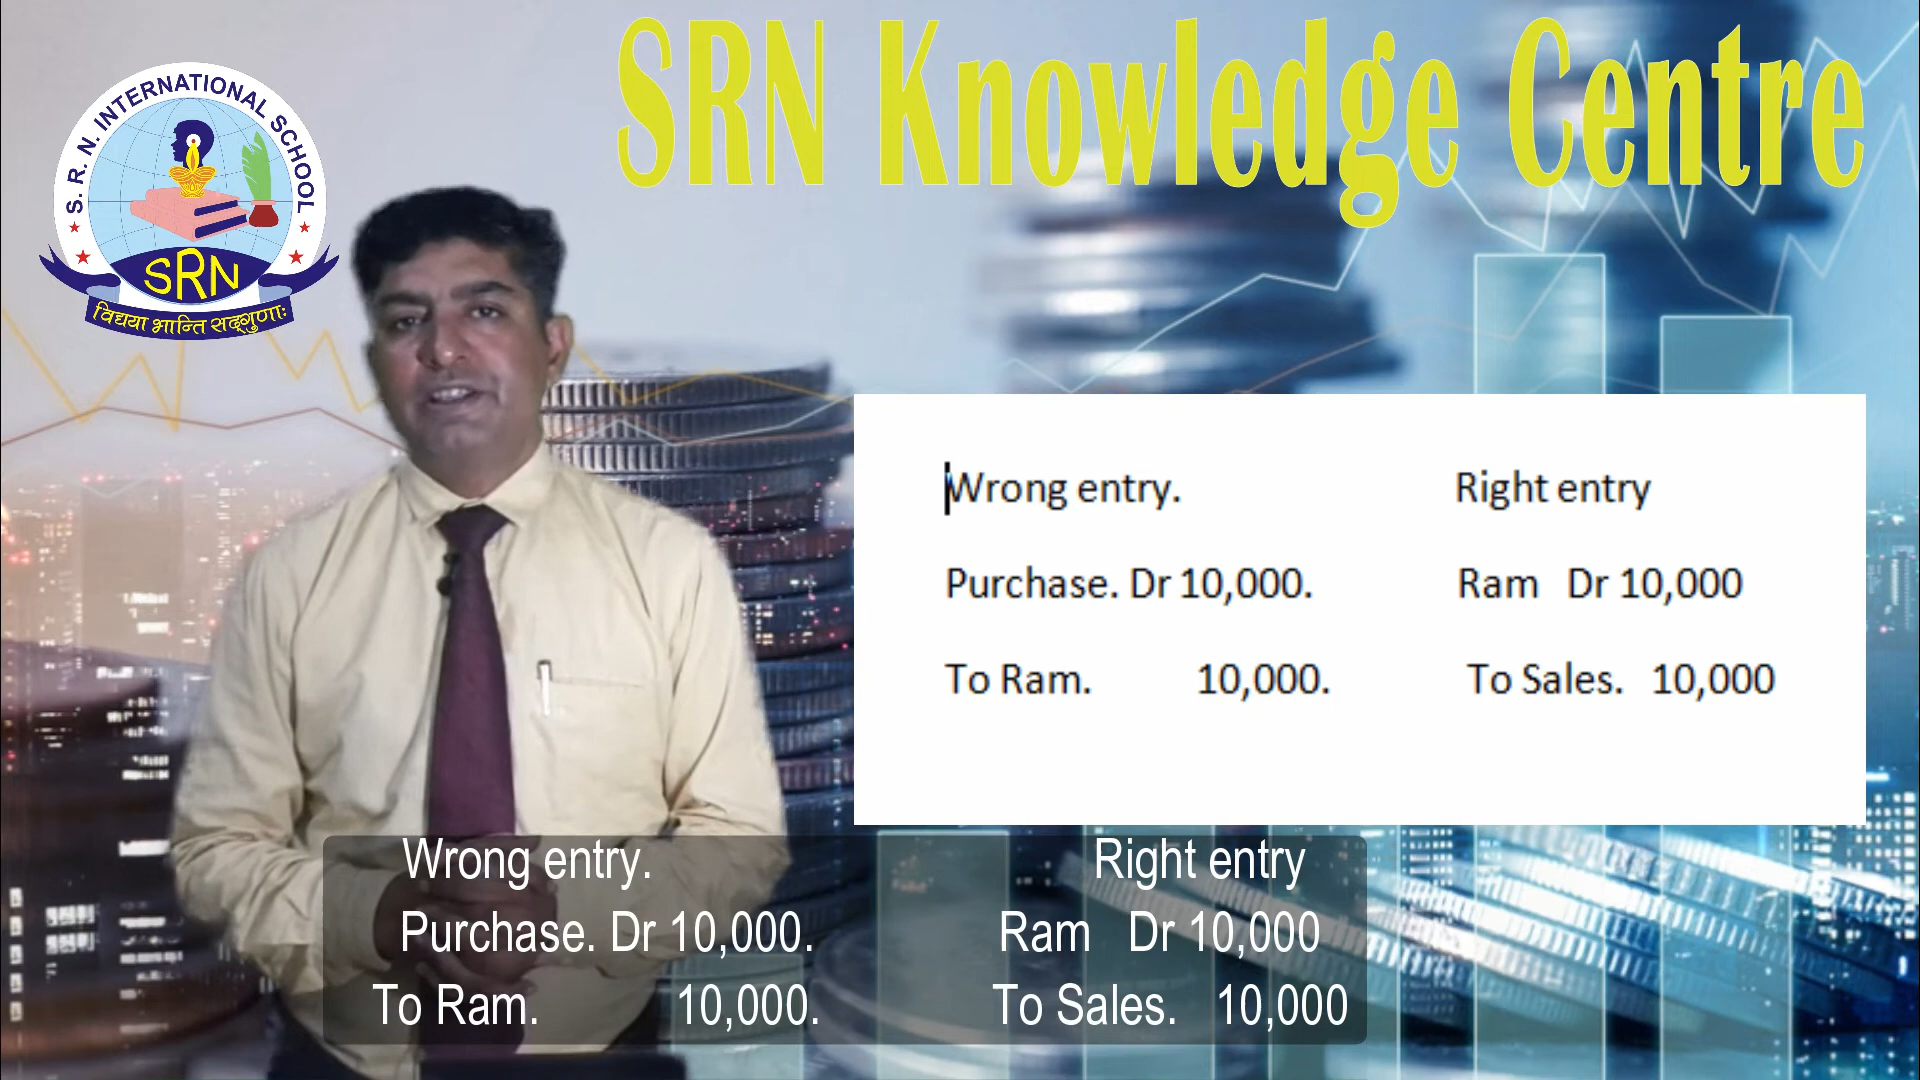 SRN Knowledge Centre
S. R. N. INTERNATIONAL SCHOOL
SRN
विद्यया भान्ति सद्गुणाः
Wrong entry. Right entry
Purchase. Dr 10,000. Ram Dr 10,000
To Ram. 10,000. To Sales. 10,000
Wrong entry. Right entry
Purchase. Dr 10,000. Ram Dr 10,000
To Ram. 10,000. To Sales. 10,000